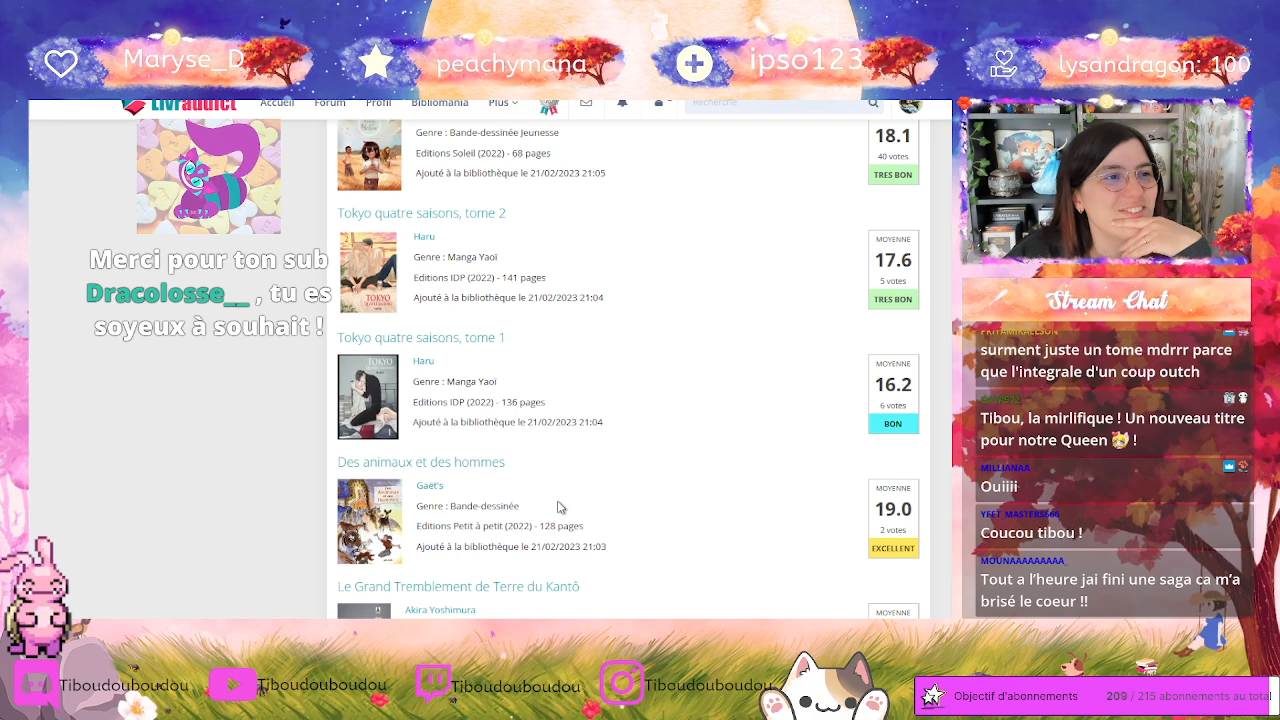 Maryse_D
peachymana
ipso123
lysandragon: 100
Livraddict
Accueil
Forum
Profil
Bibliomania
Plus
Recherche
Genre : Bande-dessinée Jeunesse
Editions Soleil (2022) - 68 pages
Ajouté à la bibliothèque le 21/02/2023 21:05
18.1
40 votes
TRES BON
Tokyo quatre saisons, tome 2
Haru
Genre : Manga Yaoï
Editions IDP (2022) - 141 pages
Ajouté à la bibliothèque le 21/02/2023 21:04
MOYENNE
17.6
5 votes
TRES BON
Tokyo quatre saisons, tome 1
Haru
Genre : Manga Yaoï
Editions IDP (2022) - 136 pages
Ajouté à la bibliothèque le 21/02/2023 21:04
MOYENNE
16.2
6 votes
BON
Des animaux et des hommes
Gaët's
Genre : Bande-dessinée
Editions Petit à petit (2022) - 128 pages
Ajouté à la bibliothèque le 21/02/2023 21:03
MOYENNE
19.0
2 votes
EXCELLENT
Le Grand Tremblement de Terre du Kantô
Akira Yoshimura
MOYENNE
Merci pour ton sub
Dracolosse__ , tu es
soyeux à souhait !
TOKYO
TOKYO
Stream Chat
surment juste un tome mdrrr parce
que l'integrale d'un coup outch
Tibou, la mirlifique ! Un nouveau titre
pour notre Queen !
MILLIANAA
Ouiiii
YEET_MASTERS666
Coucou tibou !
MOUNAAAAAAAAA_
Tout a l'heure jai fini une saga ca m'a
brisé le coeur !!
Tiboudouboudou
Tiboudouboudou
Tiboudouboudou
Tiboudouboudou
Objectif d'abonnements
209 / 215 abonnements au total